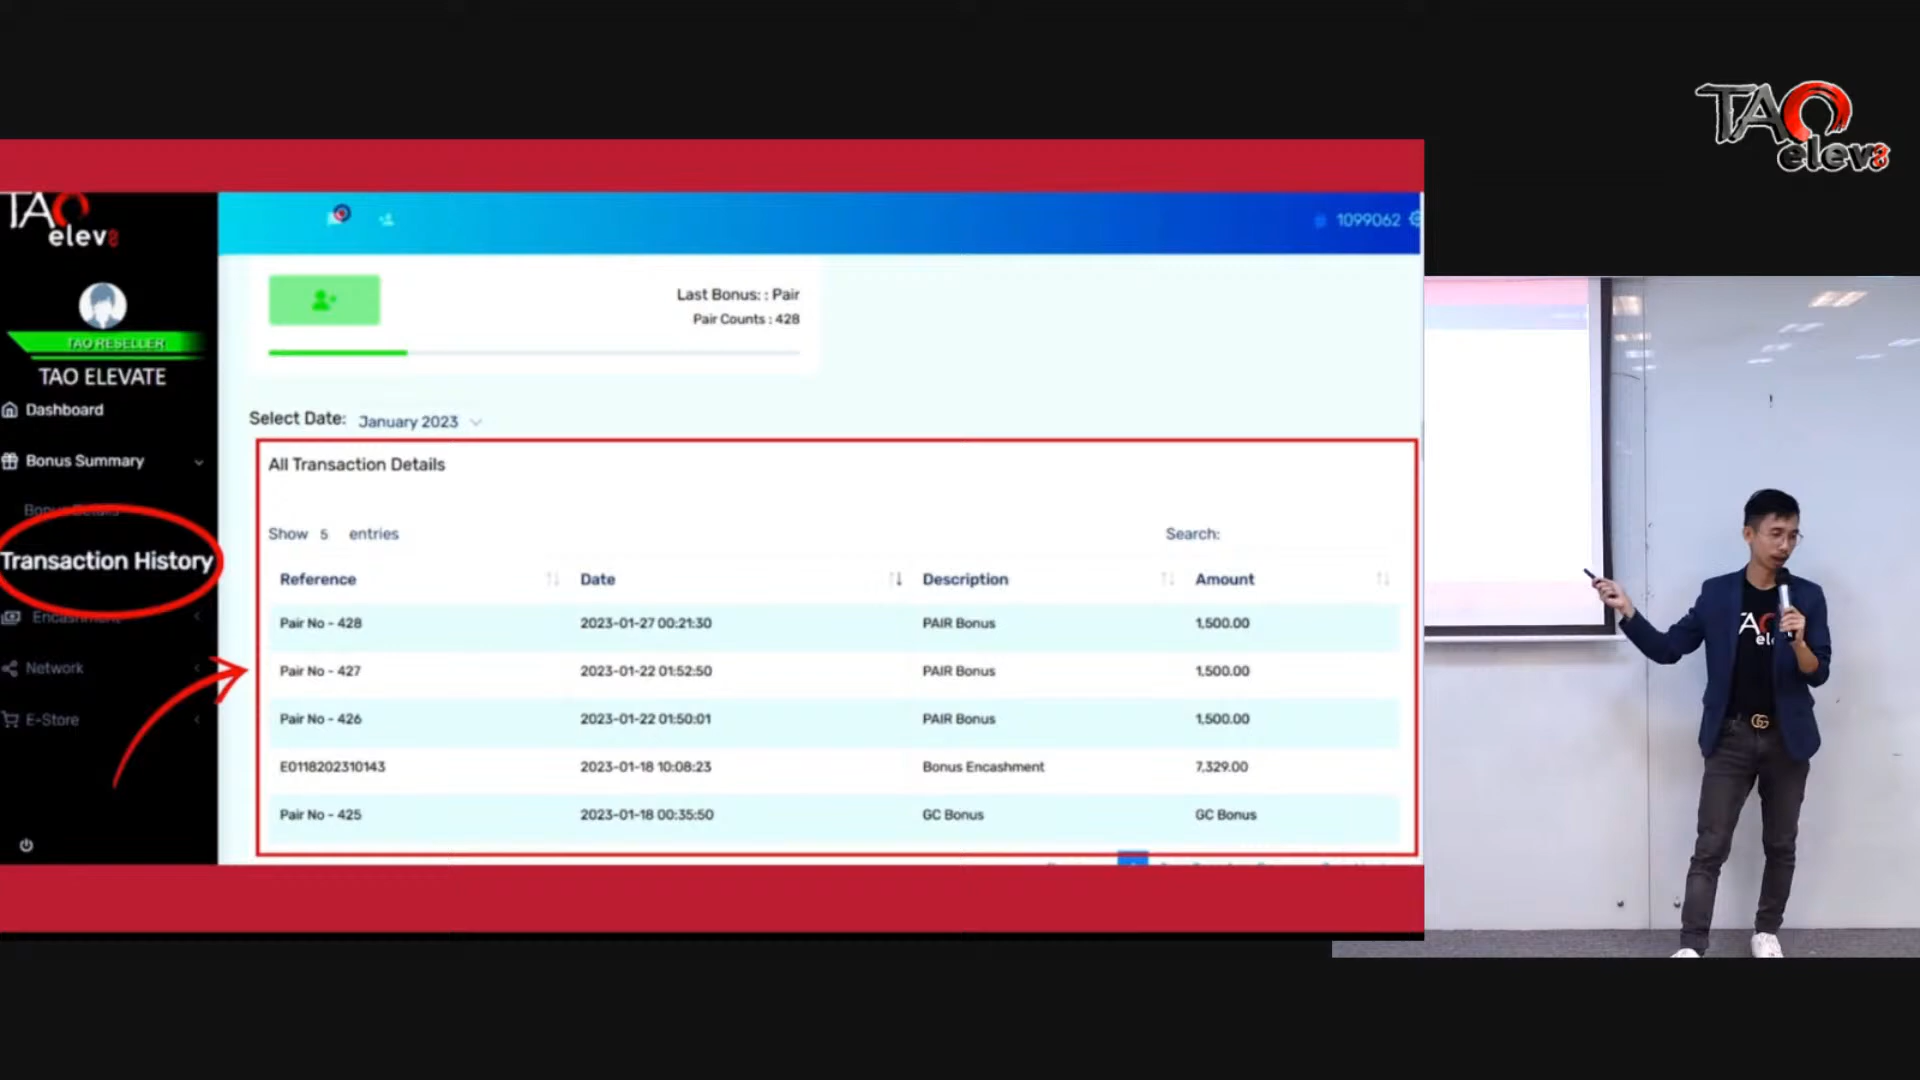 TAO
elev8
TAO
elev8
1099062
Last Bonus: : Pair
Pair Counts : 428
TAO RESELLER
TAO ELEVATE
Dashboard
Select Date: January 2023
Bonus Summary
All Transaction Details
Bonus Details
Show 5 entries
Search:
Transaction History
Reference Date Description Amount
Encashment
Pair No - 428 2023-01-27 00:21:30 PAIR Bonus 1,500.00
Network
Pair No - 427 2023-01-22 01:52:50 PAIR Bonus 1,500.00
E-Store
Pair No - 426 2023-01-22 01:50:01 PAIR Bonus 1,500.00
E0118202310143 2023-01-18 10:08:23 Bonus Encashment 7,329.00
Pair No - 425 2023-01-18 00:35:50 GC Bonus GC Bonus